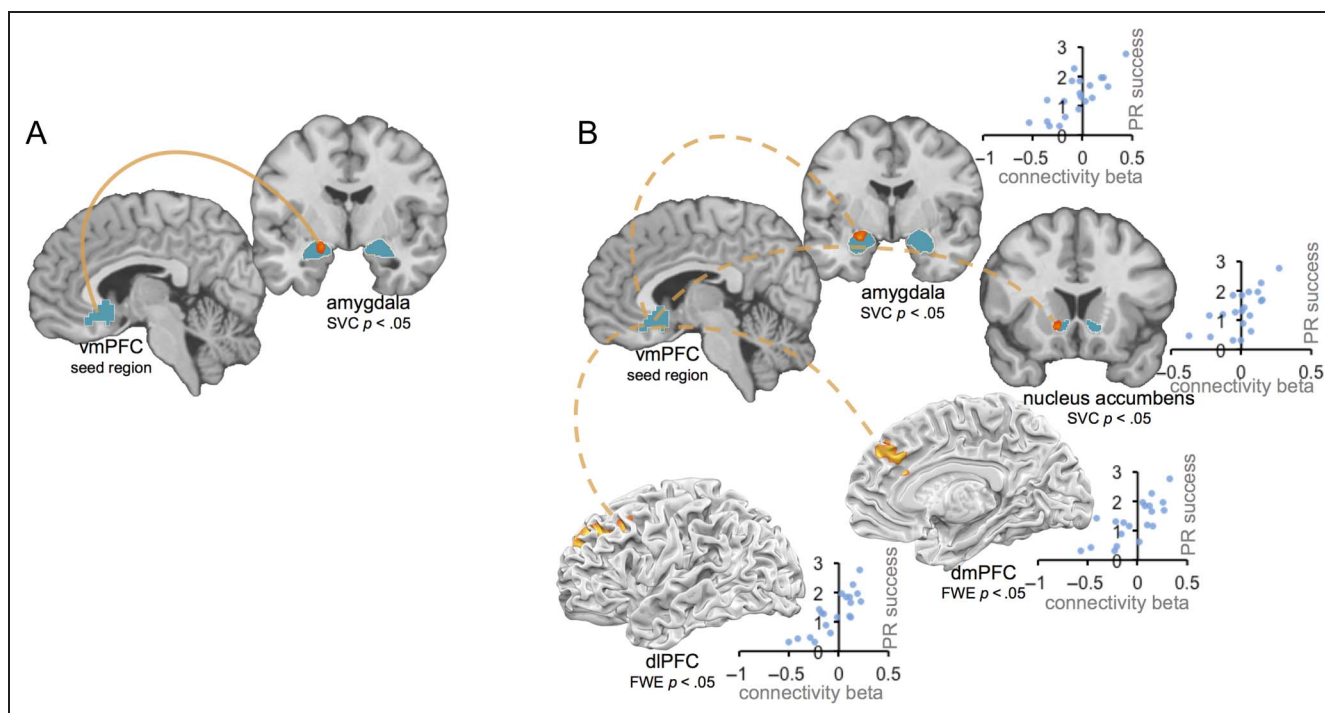 A
vmPFC
seed region
amygdala
SVC p < .05
B
vmPFC
seed region
amygdala
SVC p < .05
3
2
1
0
−1 −0.5 0 0.5
connectivity beta
PR success
nucleus accumbens
SVC p < .05
3
2
1
0
−0.5 0 0.5
connectivity beta
PR success
dmPFC
FWE p < .05
3
2
1
0
−1 −0.5 0 0.5
connectivity beta
PR success
dlPFC
FWE p < .05
3
2
1
0
−1 −0.5 0 0.5
connectivity beta
PR success